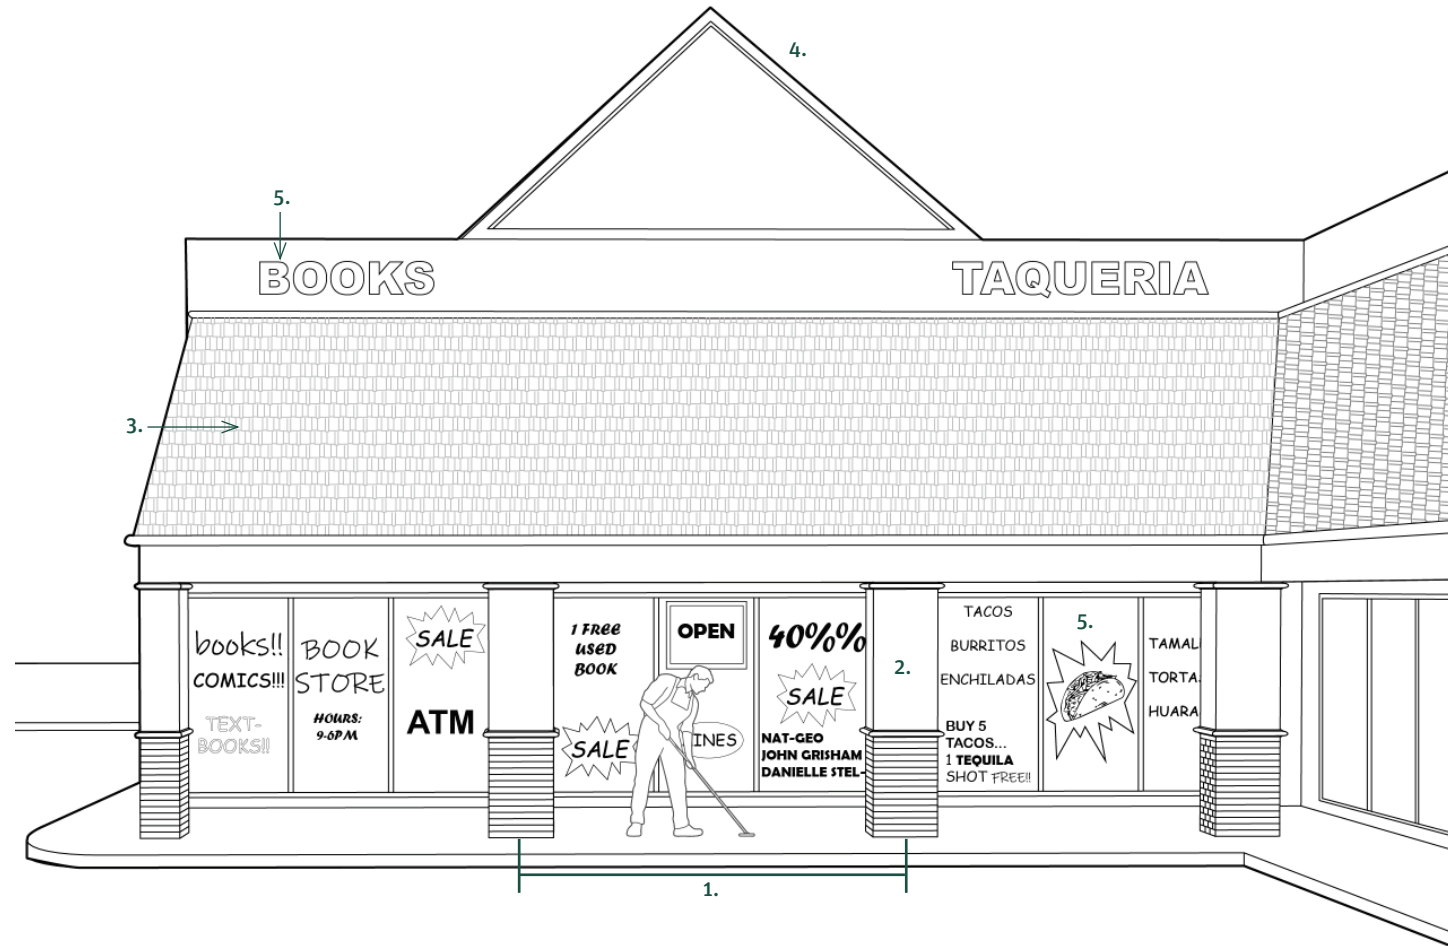 4.
5.
BOOKS
TAQUERIA
3.
books!!
COMICS!!!
TEXT-
BOOKS!!
BOOK
STORE
HOURS:
9-6PM
SALE
ATM
1 FREE
USED
BOOK
SALE
OPEN
INES
40%%
SALE
NAT-GEO
JOHN GRISHAM
DANIELLE STEL-
2.
TACOS
BURRITOS
ENCHILADAS
BUY 5
TACOS...
1 TEQUILA
SHOT FREE!!
5.
TAMAL
TORTA
HUARA
1.